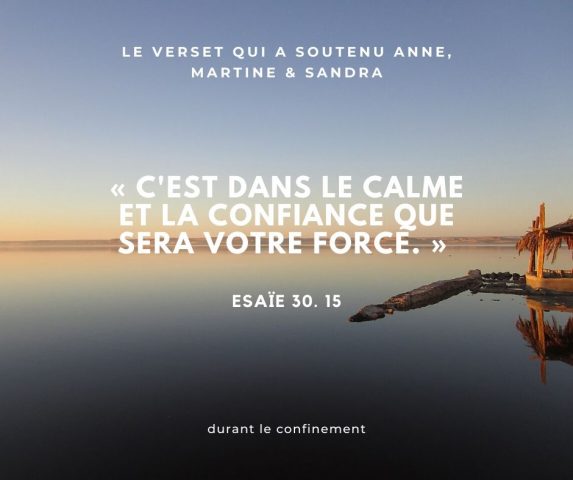 LE VERSET QUI A SOUTENU ANNE,
MARTINE & SANDRA
« C'EST DANS LE CALME
ET LA CONFIANCE QUE
SERA VOTRE FORCE. »
ESAÏE 30. 15
durant le confinement